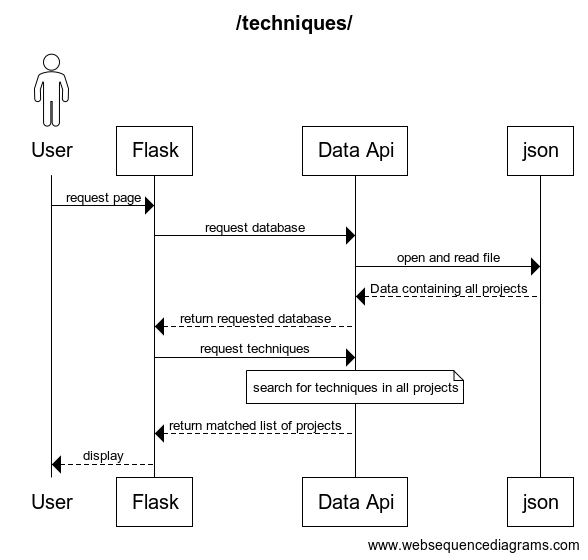 /techniques/
User
Flask
Data Api
json
request page
request database
open and read file
Data containing all projects
return requested database
request techniques
search for techniques in all projects
return matched list of projects
display
User
Flask
Data Api
json
www.websequencediagrams.com